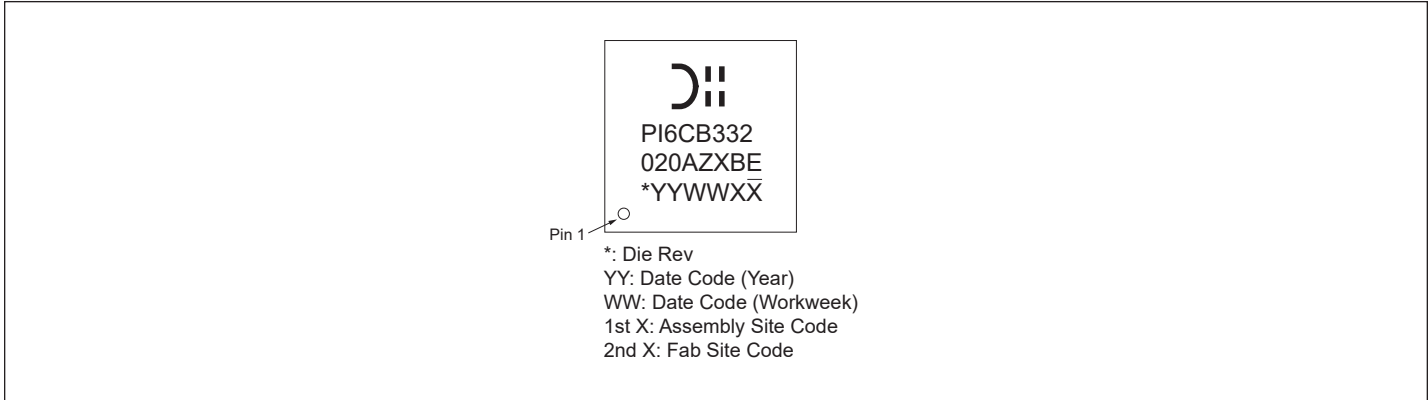 PI6CB332
020AZXBE
*YYWWXX̅
Pin 1
*: Die Rev
YY: Date Code (Year)
WW: Date Code (Workweek)
1st X: Assembly Site Code
2nd X: Fab Site Code